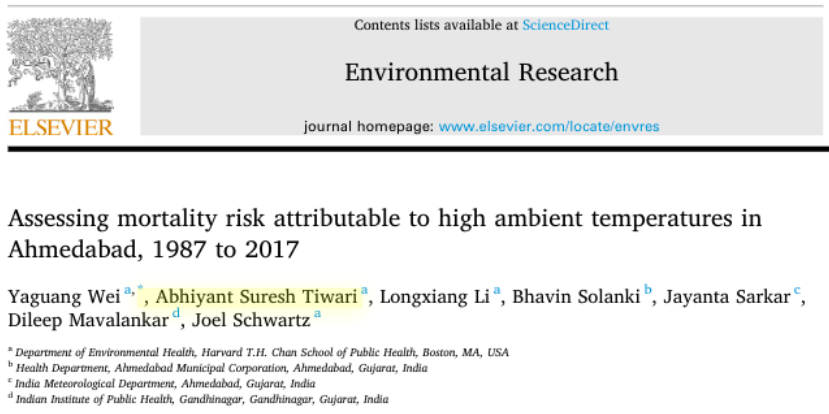 Contents lists available at ScienceDirect
Environmental Research
ELSEVIER
journal homepage: www.elsevier.com/locate/envres
Assessing mortality risk attributable to high ambient temperatures in
Ahmedabad, 1987 to 2017
Yaguang Wei a,*, Abhiyant Suresh Tiwari a, Longxiang Li a, Bhavin Solanki b, Jayanta Sarkar c,
Dileep Mavalankar d, Joel Schwartz a
a Department of Environmental Health, Harvard T.H. Chan School of Public Health, Boston, MA, USA
b Health Department, Ahmedabad Municipal Corporation, Ahmedabad, Gujarat, India
c India Meteorological Department, Ahmedabad, Gujarat, India
d Indian Institute of Public Health, Gandhinagar, Gandhinagar, Gujarat, India